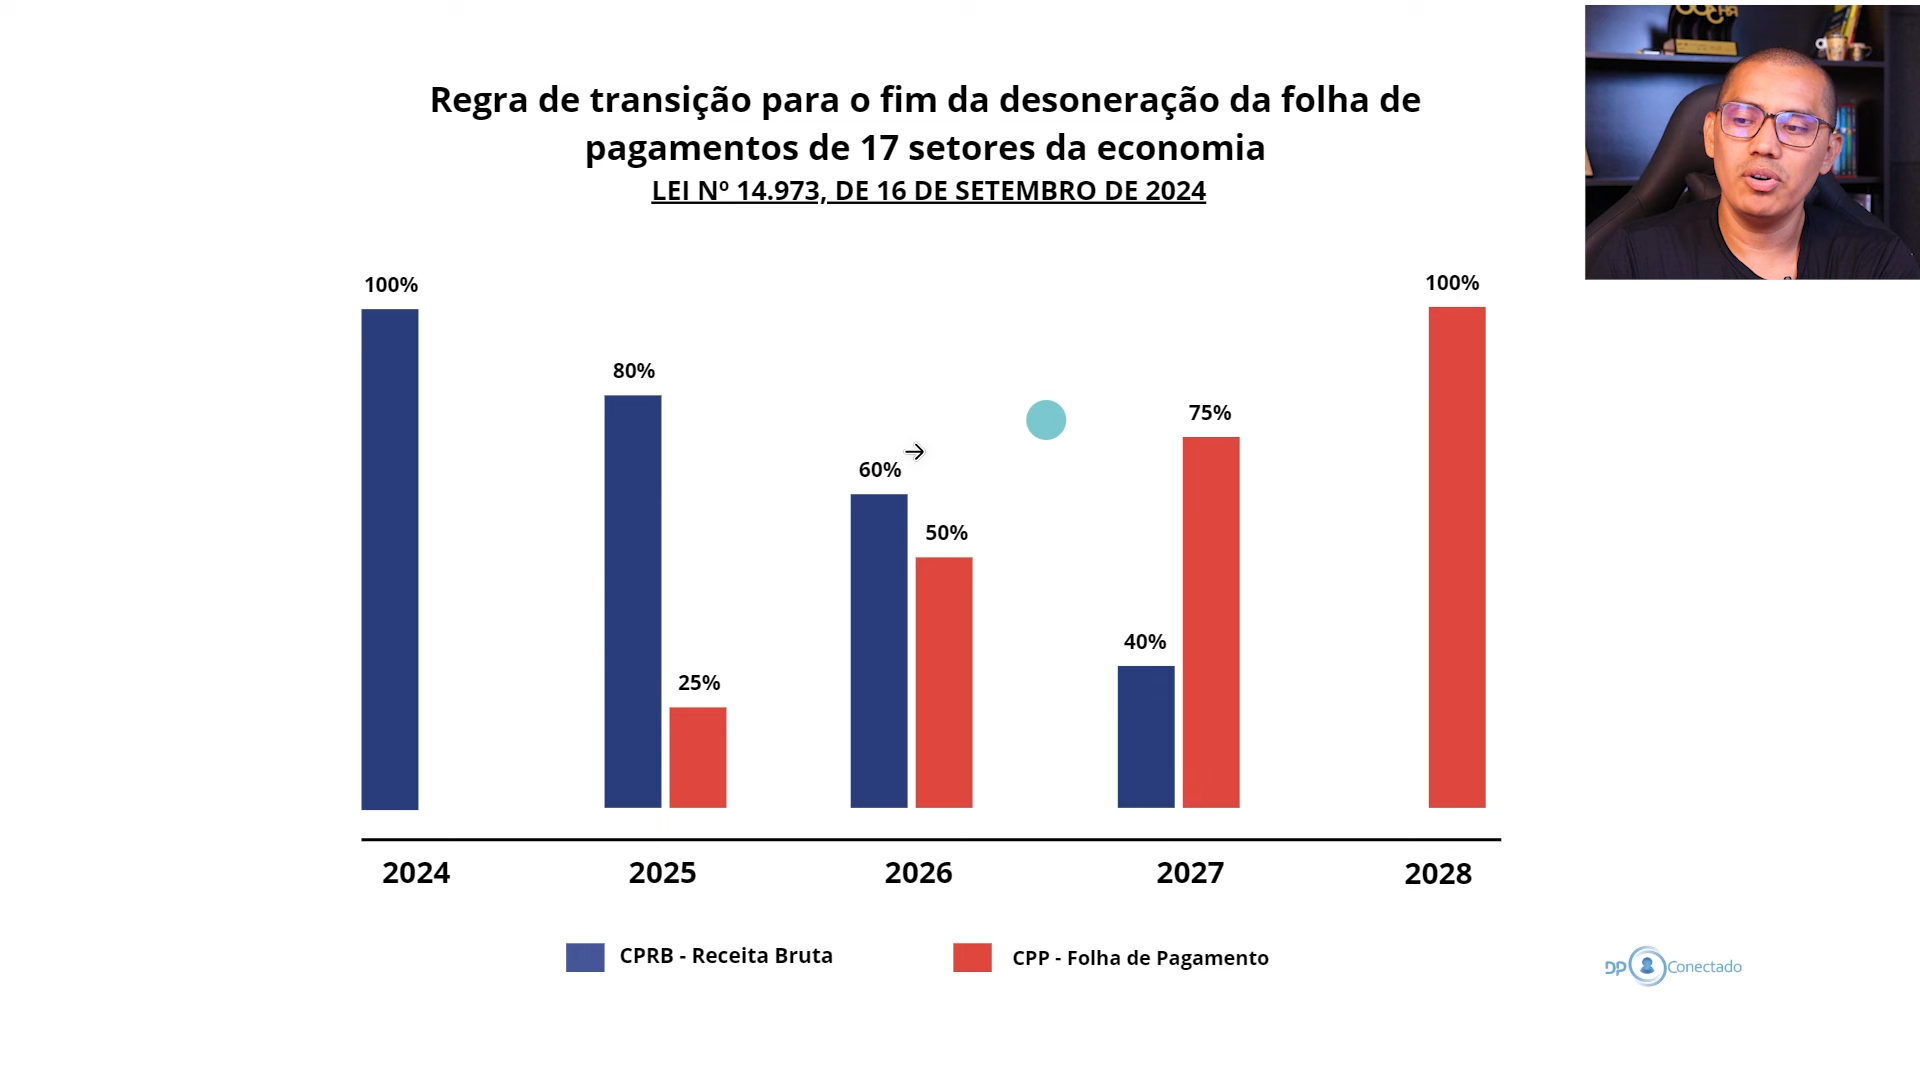 Regra de transição para o fim da desoneração da folha de
pagamentos de 17 setores da economia
LEI Nº 14.973, DE 16 DE SETEMBRO DE 2024
100%
80%
25%
60%
50%
40%
75%
100%
2024
2025
2026
2027
2028
CPRB - Receita Bruta
CPP - Folha de Pagamento
DP Conectado